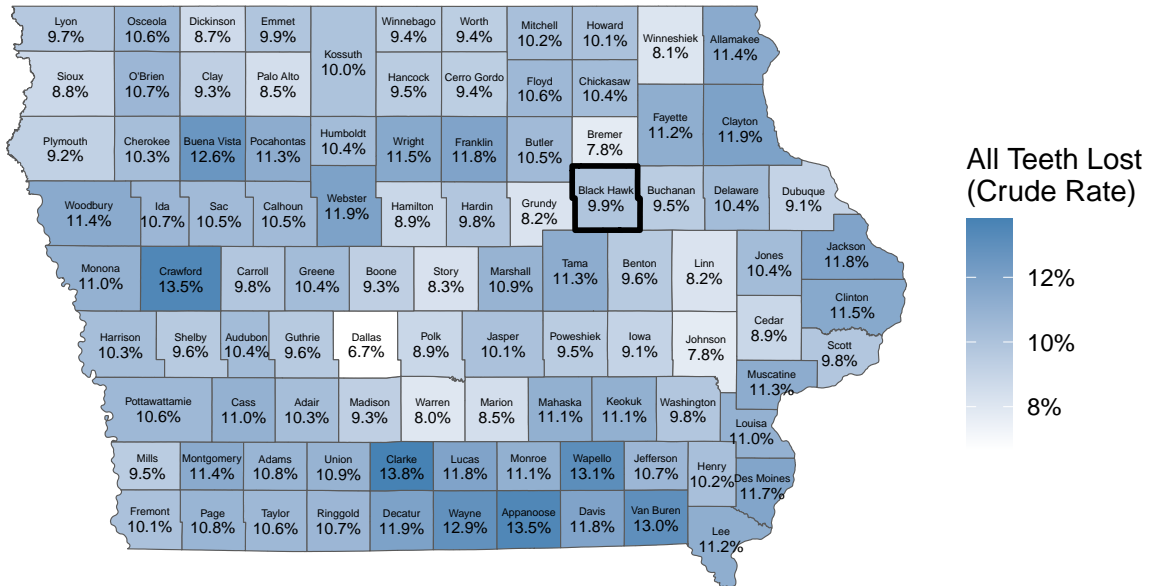 Lyon
9.7%
Osceola
10.6%
Dickinson
8.7%
Emmet
9.9%
Kossuth
10.0%
Winnebago
9.4%
Worth
9.4%
Mitchell
10.2%
Howard
10.1%
Winneshiek
8.1%
Allamakee
11.4%
Sioux
8.8%
O'Brien
10.7%
Clay
9.3%
Palo Alto
8.5%
Hancock
9.5%
Cerro Gordo
9.4%
Floyd
10.6%
Chickasaw
10.4%
Fayette
11.2%
Clayton
11.9%
Plymouth
9.2%
Cherokee
10.3%
Buena Vista
12.6%
Pocahontas
11.3%
Humboldt
10.4%
Wright
11.5%
Franklin
11.8%
Butler
10.5%
Bremer
7.8%
Woodbury
11.4%
Ida
10.7%
Sac
10.5%
Calhoun
10.5%
Webster
11.9%
Hamilton
8.9%
Hardin
9.8%
Grundy
8.2%
Black Hawk
9.9%
Buchanan
9.5%
Delaware
10.4%
Dubuque
9.1%
Monona
11.0%
Crawford
13.5%
Carroll
9.8%
Greene
10.4%
Boone
9.3%
Story
8.3%
Marshall
10.9%
Tama
11.3%
Benton
9.6%
Linn
8.2%
Jones
10.4%
Jackson
11.8%
Clinton
11.5%
Harrison
10.3%
Shelby
9.6%
Audubon
10.4%
Guthrie
9.6%
Dallas
6.7%
Polk
8.9%
Jasper
10.1%
Poweshiek
9.5%
Iowa
9.1%
Johnson
7.8%
Cedar
8.9%
Scott
9.8%
Muscatine
11.3%
Pottawattamie
10.6%
Cass
11.0%
Adair
10.3%
Madison
9.3%
Warren
8.0%
Marion
8.5%
Mahaska
11.1%
Keokuk
11.1%
Washington
9.8%
Louisa
11.0%
Mills
9.5%
Montgomery
11.4%
Adams
10.8%
Union
10.9%
Clarke
13.8%
Lucas
11.8%
Monroe
11.1%
Wapello
13.1%
Jefferson
10.7%
Henry
10.2%
Des Moines
11.7%
Fremont
10.1%
Page
10.8%
Taylor
10.6%
Ringgold
10.7%
Decatur
11.9%
Wayne
12.9%
Appanoose
13.5%
Davis
11.8%
Van Buren
13.0%
Lee
11.2%
All Teeth Lost
(Crude Rate)
12%
10%
8%